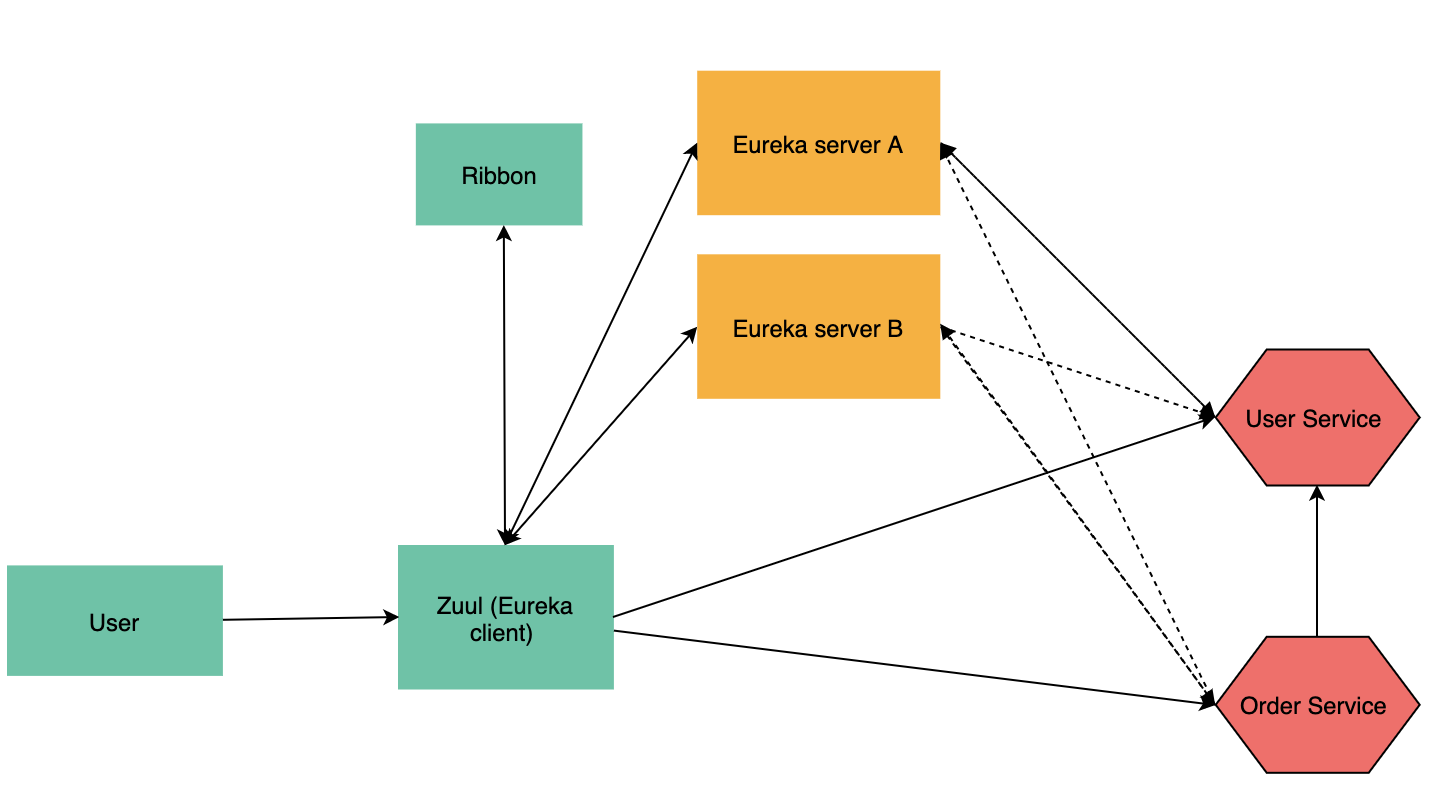 Eureka server A
Ribbon
Eureka server B
User Service
Zuul (Eureka
client)
User
Order Service